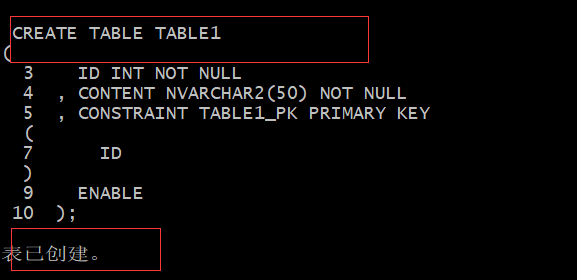 CREATE TABLE TABLE1
(
3 ID INT NOT NULL
4 , CONTENT NVARCHAR2(50) NOT NULL
5 , CONSTRAINT TABLE1_PK PRIMARY KEY
(
7 ID
)
9 ENABLE
10 );
表已创建。